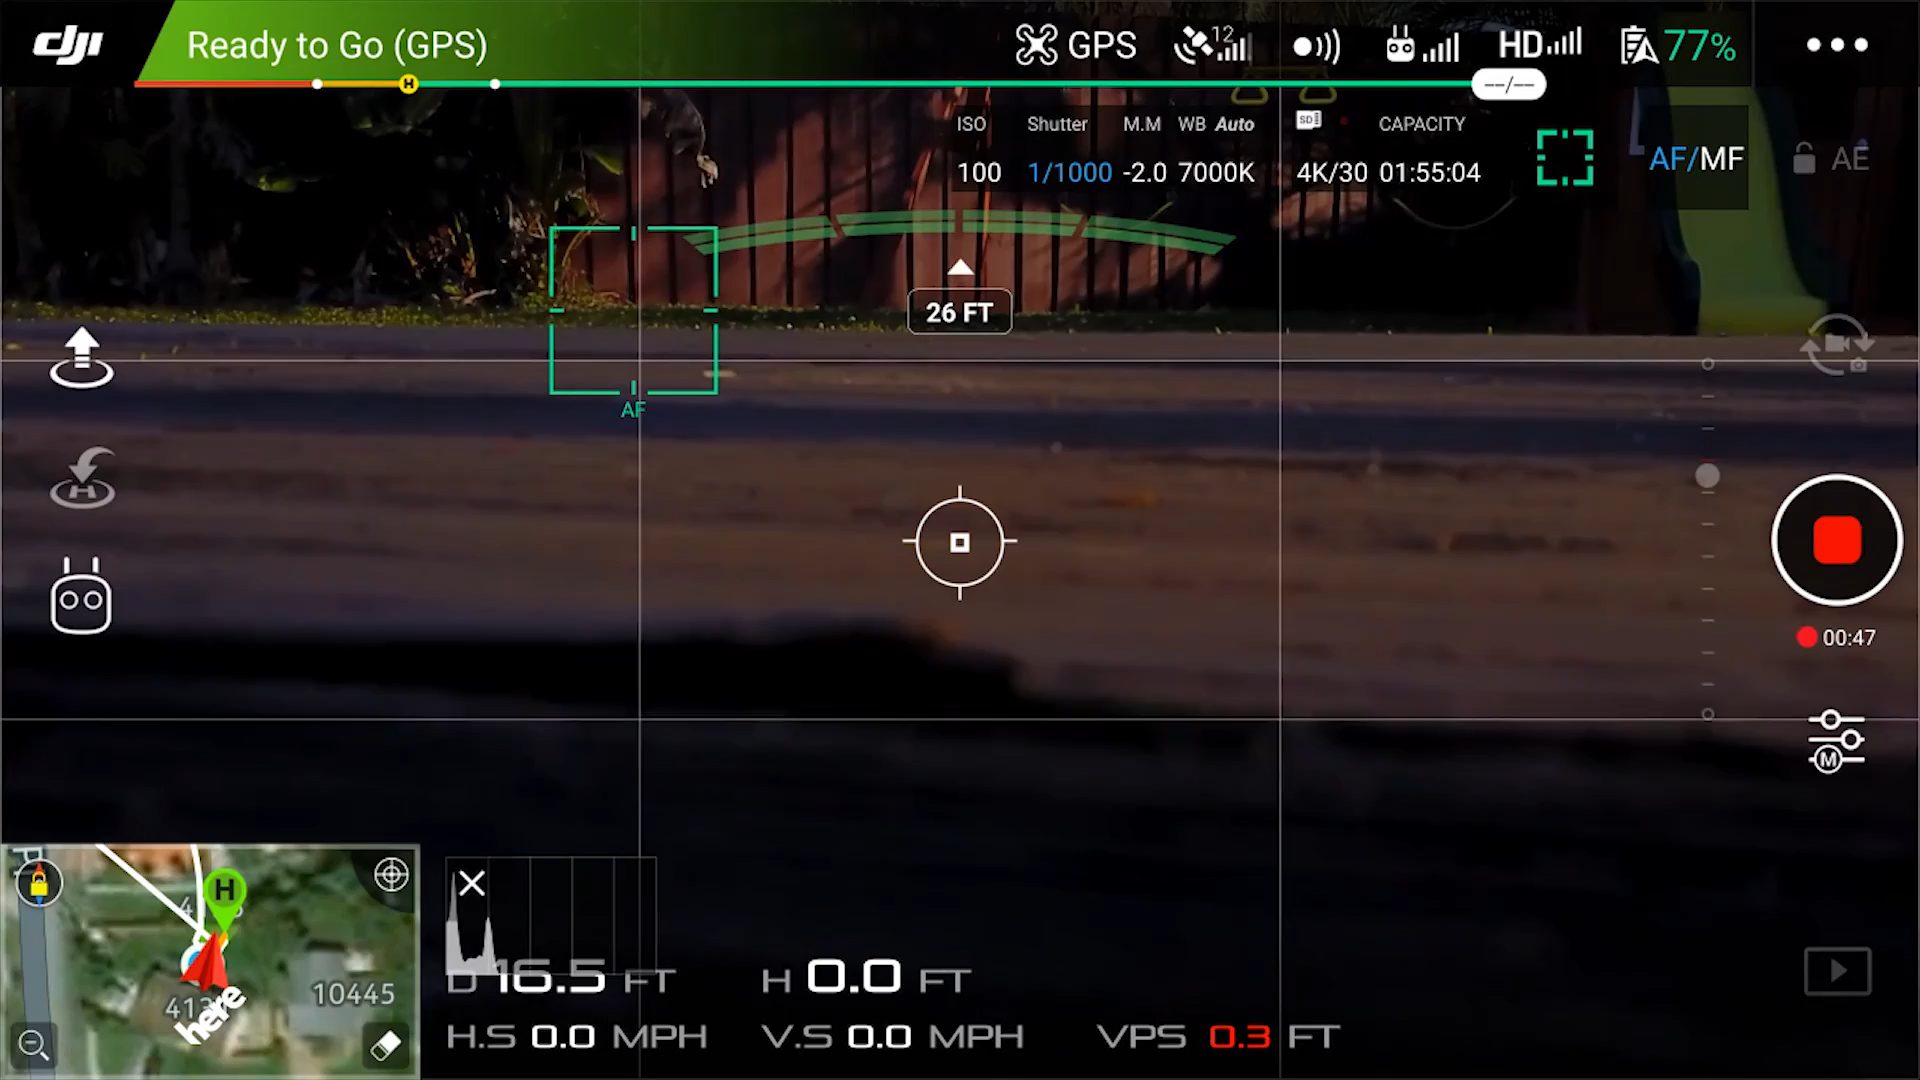 dji
Ready to Go (GPS)
GPS
12
HD
77%
--/--
ISO
100
Shutter
1/1000
M.M
-2.0
WB Auto
7000K
SD
4K/30
CAPACITY
01:55:04
AF/MF
AE
26 FT
AF
H
00:47
M
P
H
10445
here
D 16.5 FT
H 0.0 FT
H.S 0.0 MPH
V.S 0.0 MPH
VPS 0.3 FT